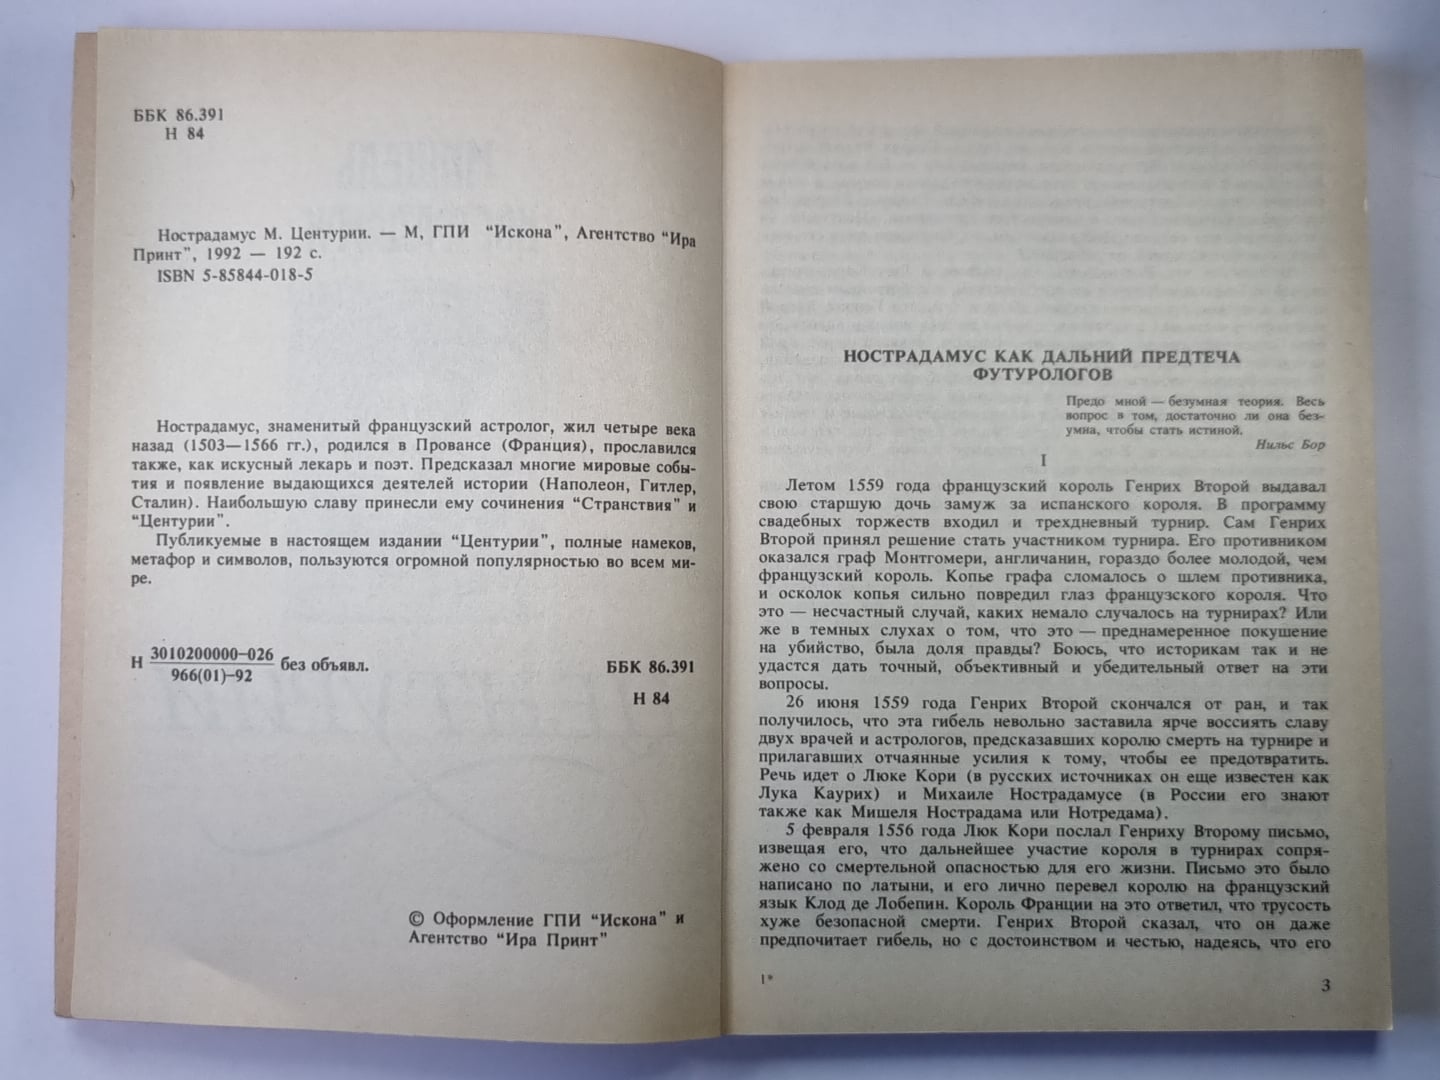 ББК 86.391
Н 84
Нострадамус М. Центурии. — М, ГПИ "Искона", Агентство "Ира
Принт", 1992 — 192 с.
ISBN 5-85844-018-5
Нострадамус, знаменитый французский астролог, жил четыре века
назад (1503—1566 гг.), родился в Провансе (Франция), прославился
также, как искусный лекарь и поэт. Предсказал многие мировые собы-
тия и появление выдающихся деятелей истории (Наполеон, Гитлер,
Сталин). Наибольшую славу принесли ему сочинения "Странствия" и
"Центурии".
Публикуемые в настоящем издании "Центурии", полные намеков,
метафор и символов, пользуются огромной популярностью во всем ми-
ре.
Н 3010200000—026
966(01)—92 без объявл.
ББК 86.391
Н 84
© Оформление ГПИ "Искона" и
Агентство "Ира Принт"
НОСТРАДАМУС КАК ДАЛЬНИЙ ПРЕДТЕЧА
ФУТУРОЛОГОВ
Предо мной — безумная теория. Весь
вопрос в том, достаточно ли она без-
умна, чтобы стать истиной.
Нильс Бор
I
Летом 1559 года французский король Генрих Второй выдавал
свою старшую дочь замуж за испанского короля. В программу
свадебных торжеств входил и трехдневный турнир. Сам Генрих
Второй принял решение стать участником турнира. Его противником
оказался граф Монтгомери, англичанин, гораздо более молодой, чем
французский король. Копье графа сломалось о шлем противника,
и осколок копья сильно повредил глаз французского короля. Что
это — несчастный случай, каких немало случалось на турнирах? Или
же в темных слухах о том, что это — преднамеренное покушение
на убийство, была доля правды? Боюсь, что историкам так и не
удастся дать точный, объективный и убедительный ответ на эти
вопросы.
26 июня 1559 года Генрих Второй скончался от ран, и так
получилось, что эта гибель невольно заставила ярче воссиять славу
двух врачей и астрологов, предсказавших королю смерть на турнире и
прилагавших отчаянные усилия к тому, чтобы ее предотвратить.
Речь идет о Люке Кори (в русских источниках он еще известен как
Лука Каурих) и Михаиле Нострадамусе (в России его знают
также как Мишеля Нострадама или Нотредама).
5 февраля 1556 года Люк Кори послал Генриху Второму письмо,
извещая его, что дальнейшее участие короля в турнирах сопря-
жено со смертельной опасностью для его жизни. Письмо это было
написано по латыни, и его лично перевел королю на французский
язык Клод де Лобепин. Король Франции на это ответил, что трусость
хуже безопасной смерти. Генрих Второй сказал, что он даже
предпочитает гибель, но с достоинством и честью, надеясь, что его
1*
3